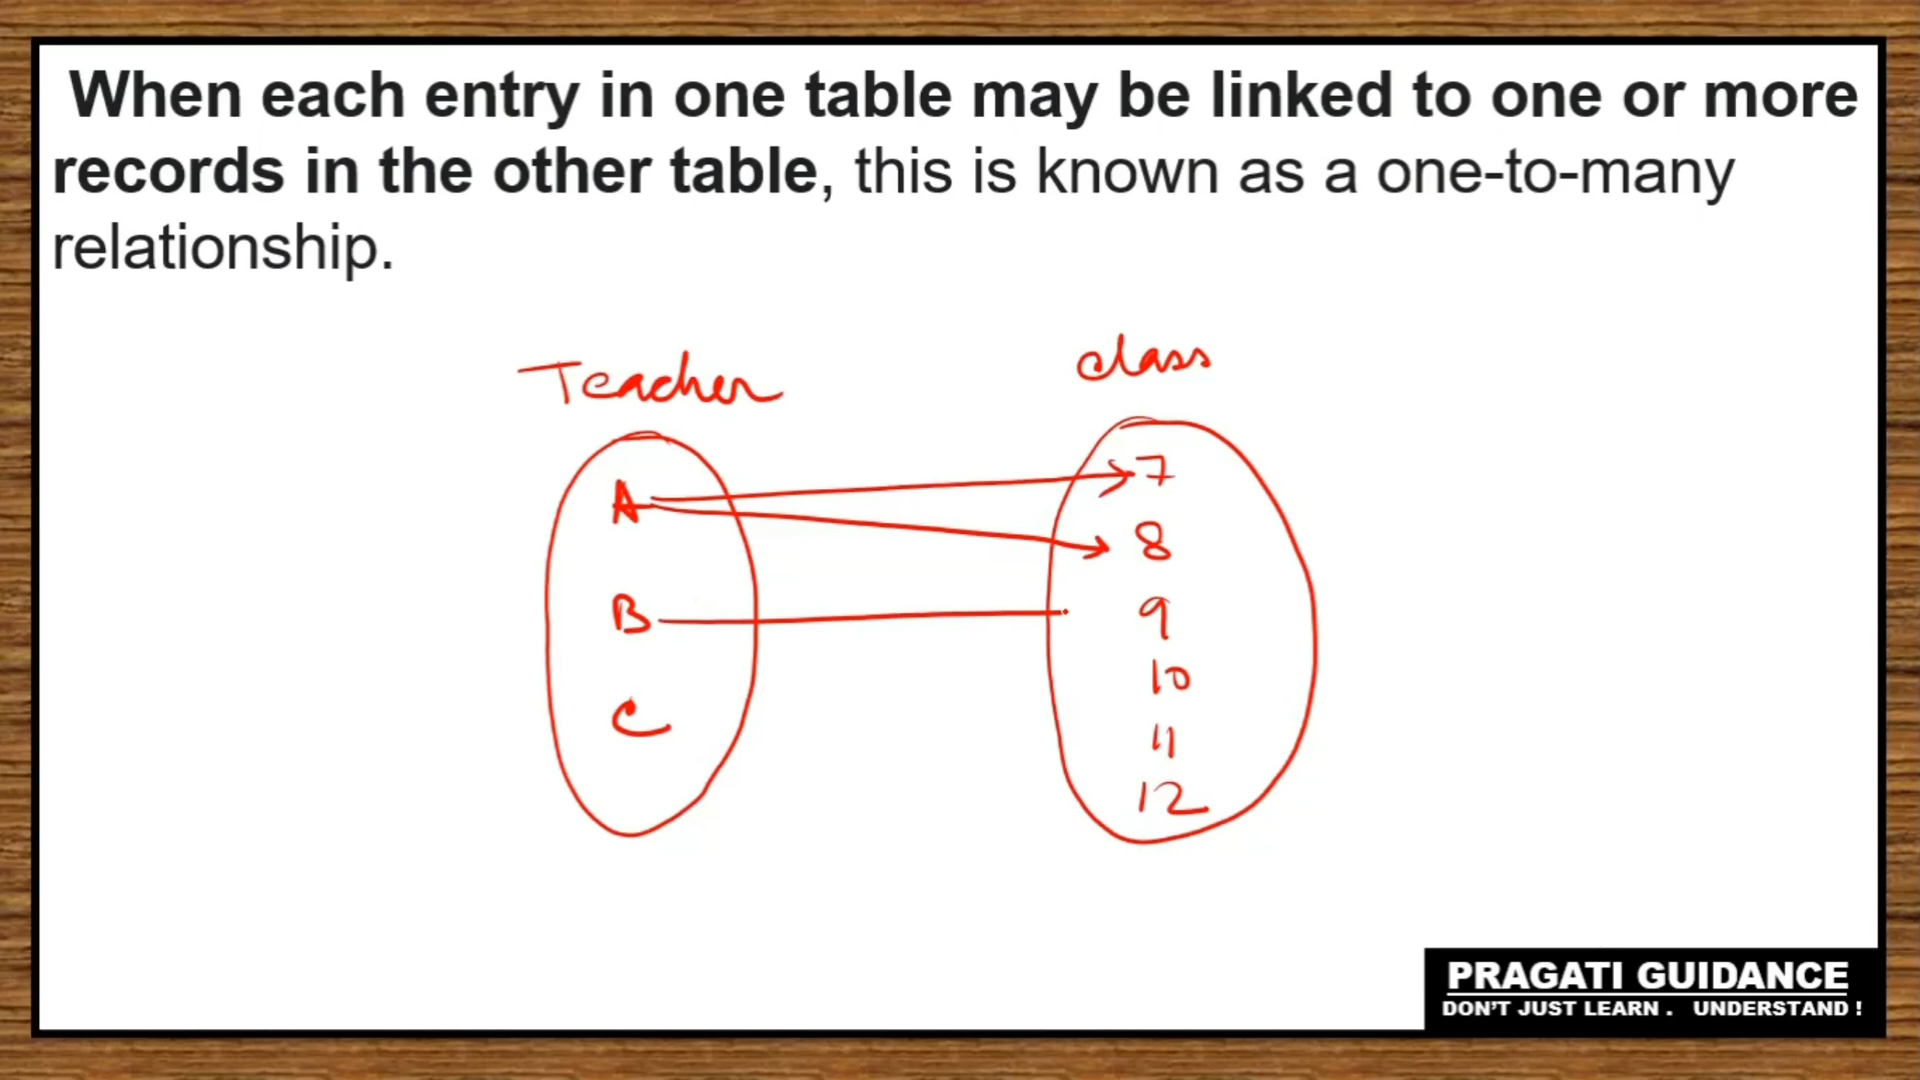 When each entry in one table may be linked to one or more
records in the other table, this is known as a one-to-many
relationship.
Teacher
class
A
B
C
7
8
9
10
11
12
PRAGATI GUIDANCE
DON'T JUST LEARN . UNDERSTAND !